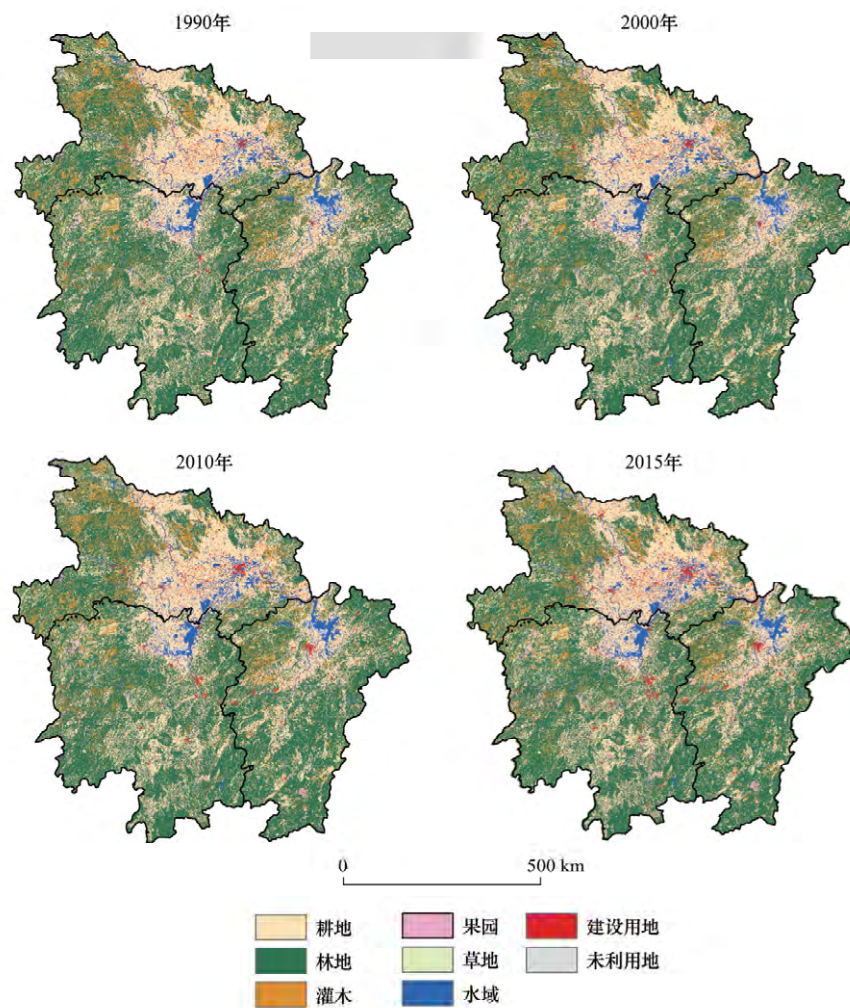 1990年 2000年
2010年 2015年
0 500 km
耕地 果园 建设用地
林地 草地 未利用地
灌木 水域